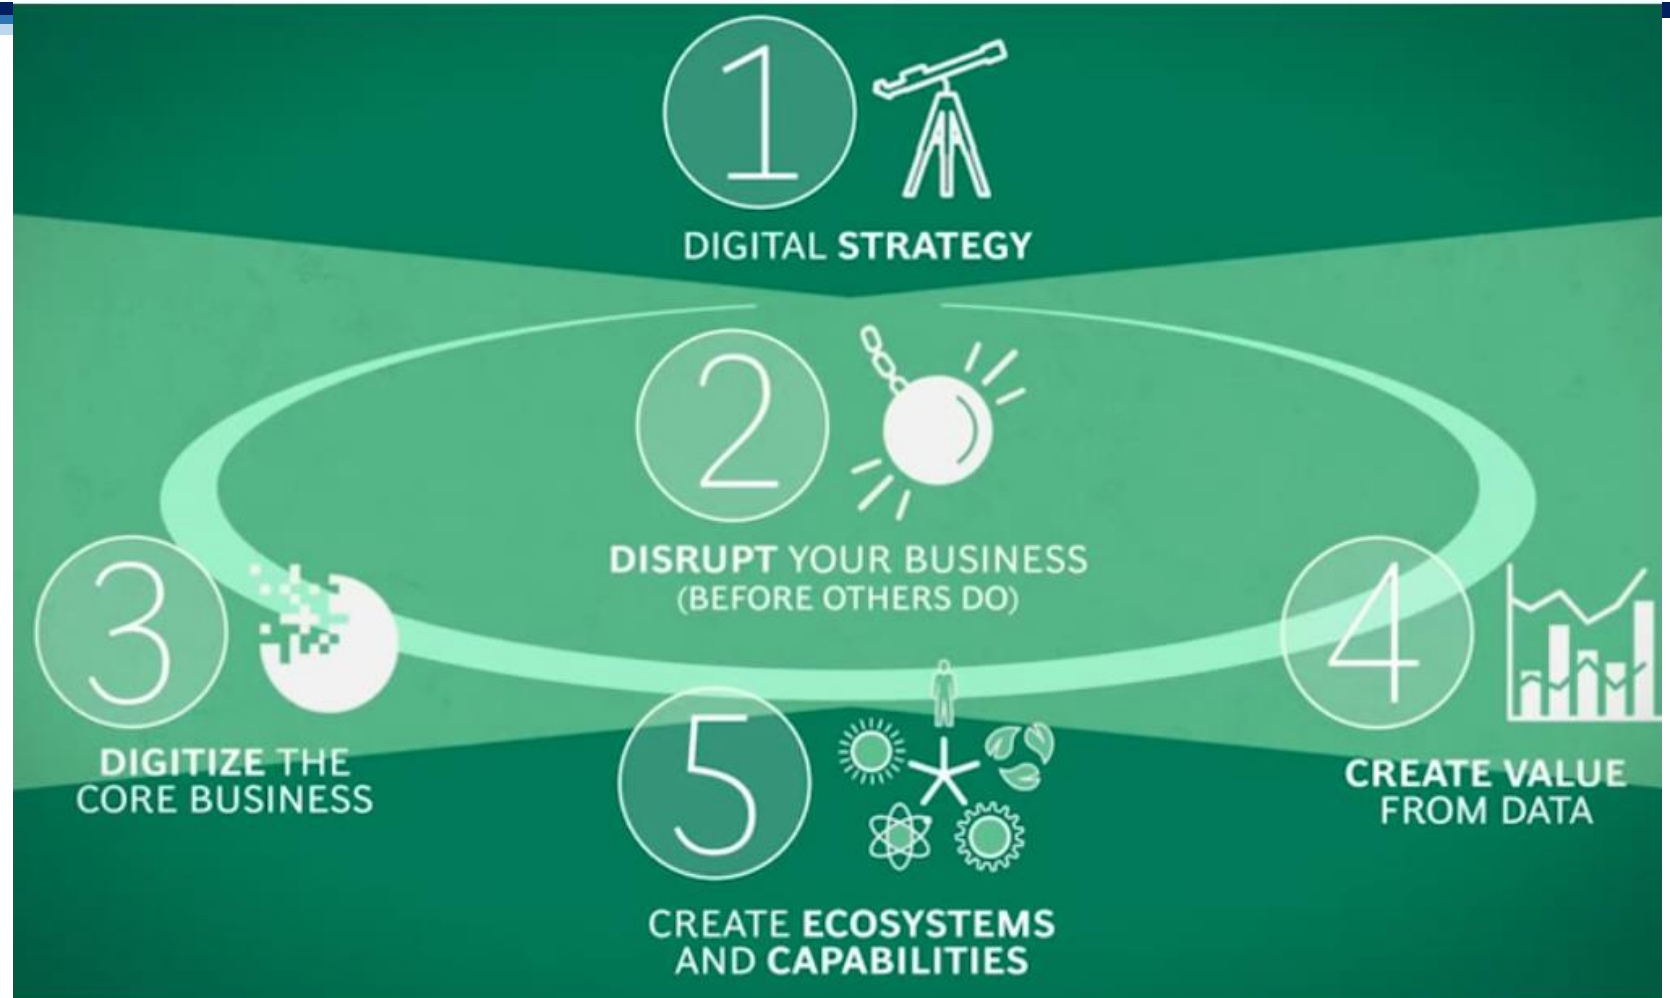 1
DIGITAL STRATEGY
2
DISRUPT YOUR BUSINESS
(BEFORE OTHERS DO)
3
DIGITIZE THE
CORE BUSINESS
4
CREATE VALUE
FROM DATA
5
CREATE ECOSYSTEMS
AND CAPABILITIES